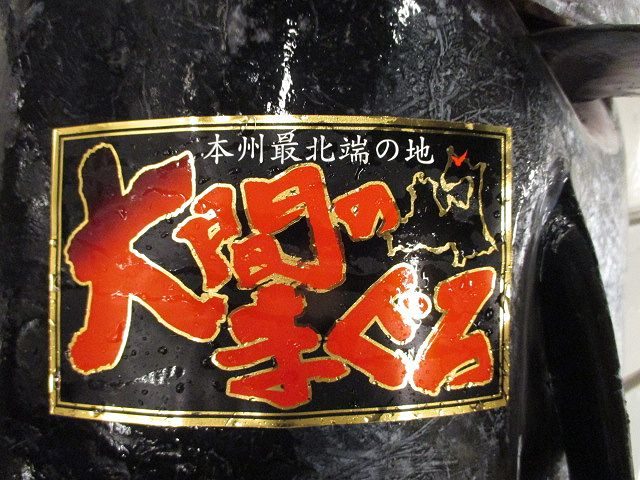 本州最北端の地
大間の
まぐろ